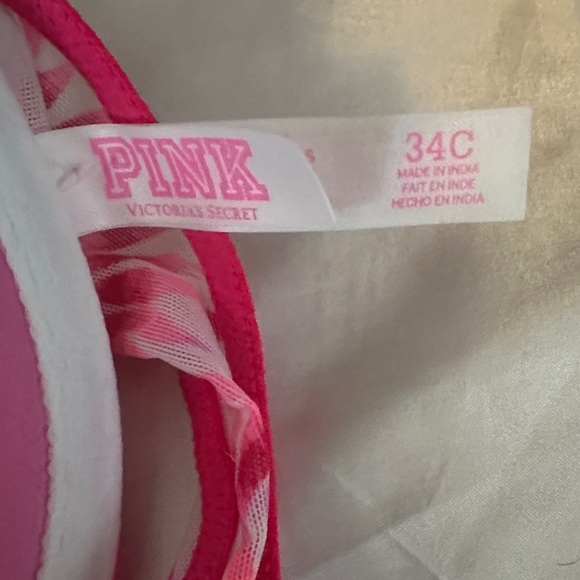 PINK
VICTORIA'S SECRET
34C
MADE IN INDIA
FAIT EN INDE
HECHO EN INDIA